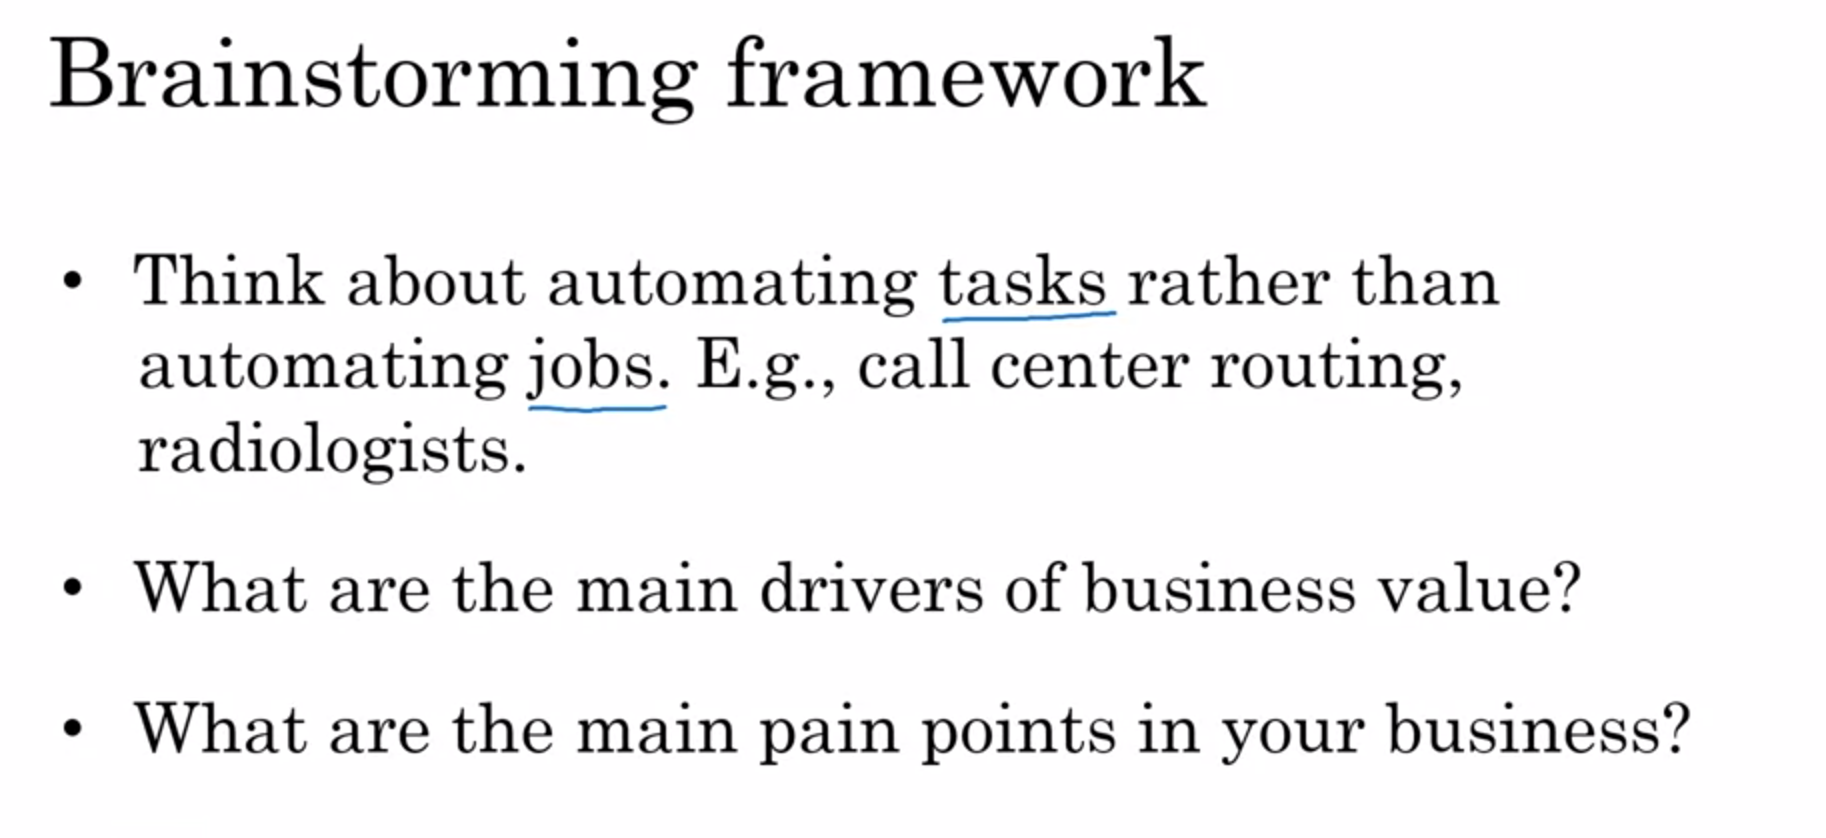 Brainstorming framework
• Think about automating tasks rather than
automating jobs. E.g., call center routing,
radiologists.
• What are the main drivers of business value?
• What are the main pain points in your business?